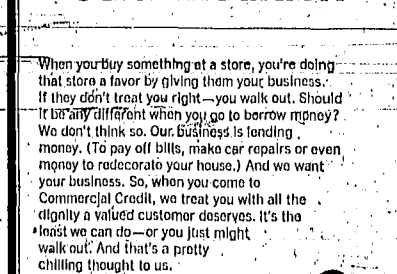 When you buy something at a store, you're doing
that store a favor by giving them your business.
If they don't treat you right—you walk out. Should
it be any different when you go to borrow money?
We don't think so. Our business is lending
money. (To pay off bills, make car repairs or even
money to redecorate your house.) And we want
your business. So, when you come to
Commercial Credit, we treat you with all the
dignity a valued customer deserves. It's the
least we can do—or you just might
walk out. And that's a pretty
chilling thought to us.